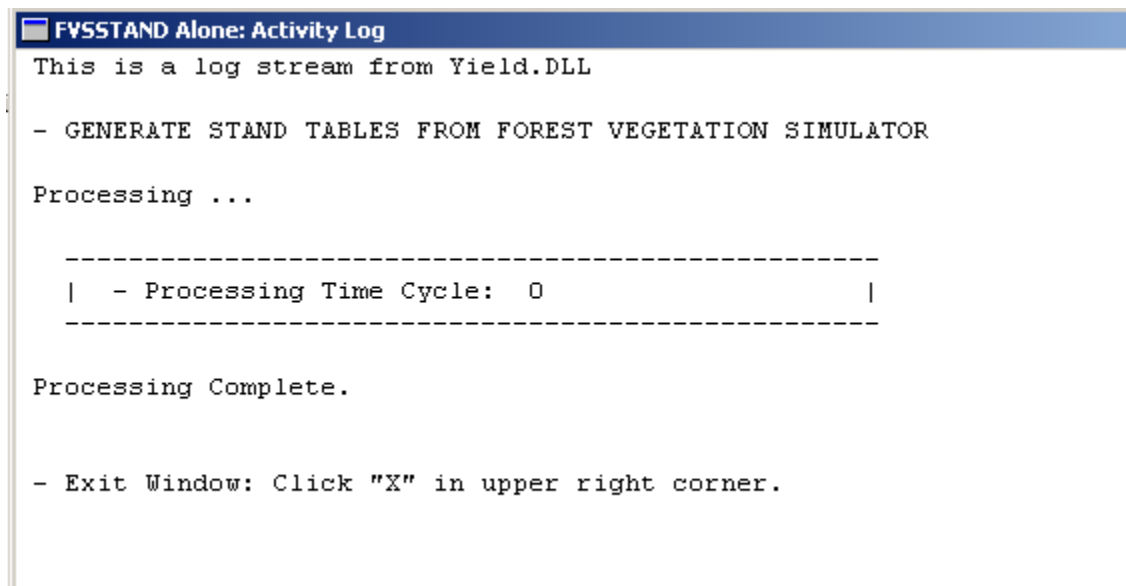 FVSSTAND Alone: Activity Log
This is a log stream from Yield.DLL
- GENERATE STAND TABLES FROM FOREST VEGETATION SIMULATOR
Processing ...
---------------------------------------------------
| - Processing Time Cycle: 0 |
---------------------------------------------------
Processing Complete.
- Exit Window: Click "X" in upper right corner.